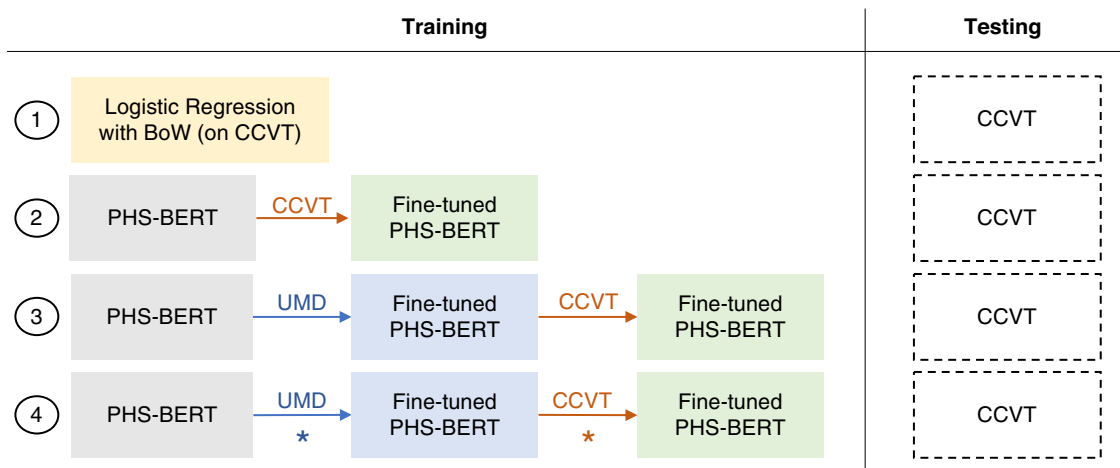 Training
Testing
1
Logistic Regression
with BoW (on CCVT)
CCVT
2
PHS-BERT
CCVT
Fine-tuned
PHS-BERT
CCVT
3
PHS-BERT
UMD
Fine-tuned
PHS-BERT
CCVT
Fine-tuned
PHS-BERT
CCVT
4
PHS-BERT
UMD
*
Fine-tuned
PHS-BERT
CCVT
*
Fine-tuned
PHS-BERT
CCVT